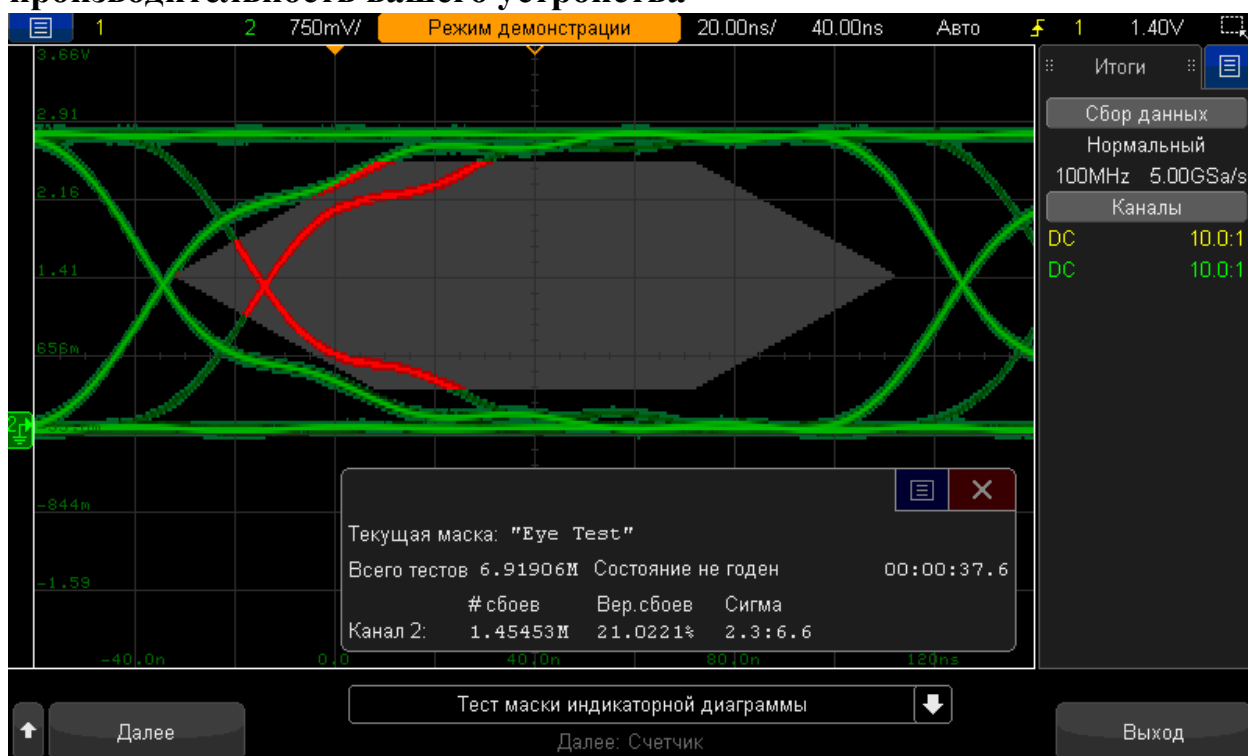 производительность вашего устройства
1 2 750mV/ Режим демонстрации 20.00ns/ 40.00ns Авто 1 1.40V
3.66V
2.91
2.16
1.41
656m
-844m
-1.59
-40.0n 0.0 40.0n 80.0n 120ns
Итоги
Сбор данных
Нормальный
100MHz 5.00GSa/s
Каналы
DC 10.0:1
DC 10.0:1
Текущая маска: "Eye Test"
Всего тестов 6.91906M Состояние не годен 00:00:37.6
# сбоев Вер.сбоев Сигма
Канал 2: 1.45453M 21.0221% 2.3:6.6
Далее
Тест маски индикаторной диаграммы
Далее: Счетчик
Выход